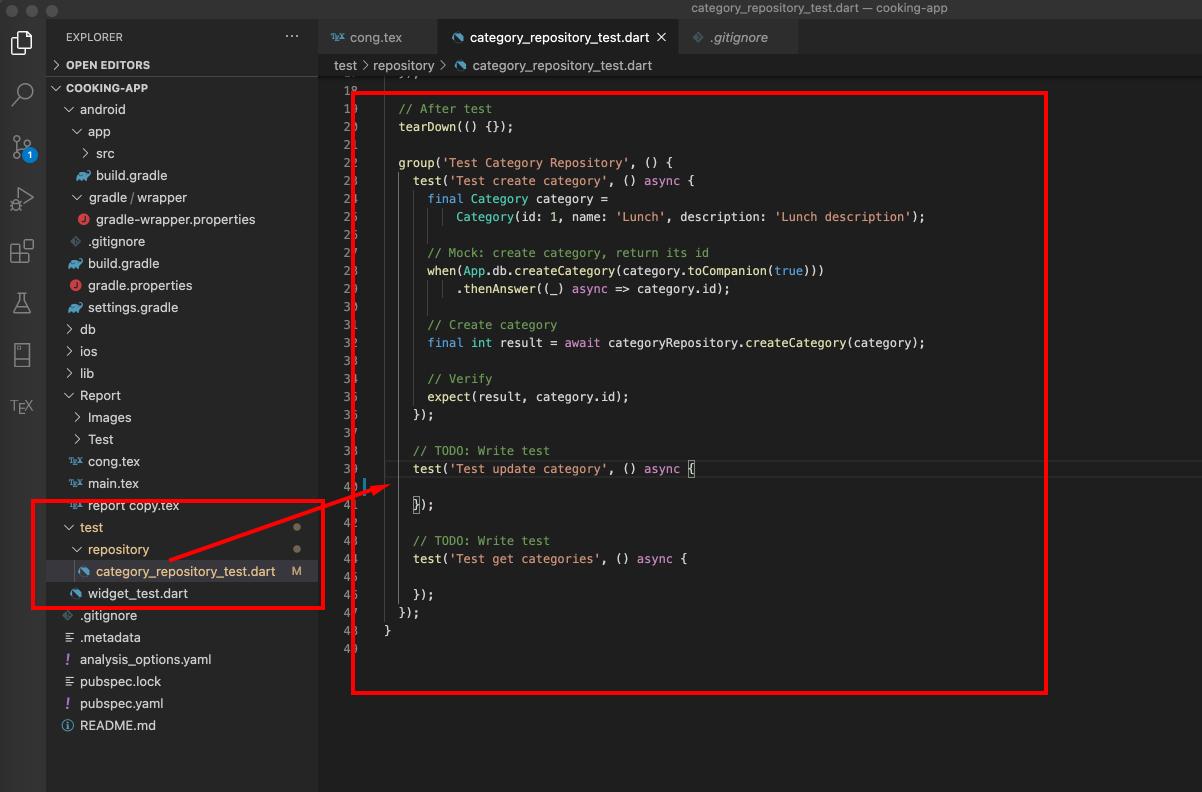 category_repository_test.dart — cooking-app
EXPLORER
OPEN EDITORS
COOKING-APP
android
app
src
build.gradle
gradle / wrapper
gradle-wrapper.properties
.gitignore
build.gradle
gradle.properties
settings.gradle
db
ios
lib
Report
Images
Test
cong.tex
main.tex
report copy.tex
test
repository
category_repository_test.dart M
widget_test.dart
.gitignore
.metadata
analysis_options.yaml
pubspec.lock
pubspec.yaml
README.md
1
TEX
cong.tex
category_repository_test.dart
.gitignore
test > repository > category_repository_test.dart
18
19 // After test
20 tearDown(() {});
21
22 group('Test Category Repository', () {
23 test('Test create category', () async {
24 final Category category =
25 Category(id: 1, name: 'Lunch', description: 'Lunch description');
26
27 // Mock: create category, return its id
28 when(App.db.createCategory(category.toCompanion(true)))
29 .thenAnswer((_) async => category.id);
30
31 // Create category
32 final int result = await categoryRepository.createCategory(category);
33
34 // Verify
35 expect(result, category.id);
36 });
37
38 // TODO: Write test
39 test('Test update category', () async {
40
41 });
42
43 // TODO: Write test
44 test('Test get categories', () async {
45
46 });
47 });
48 }
49